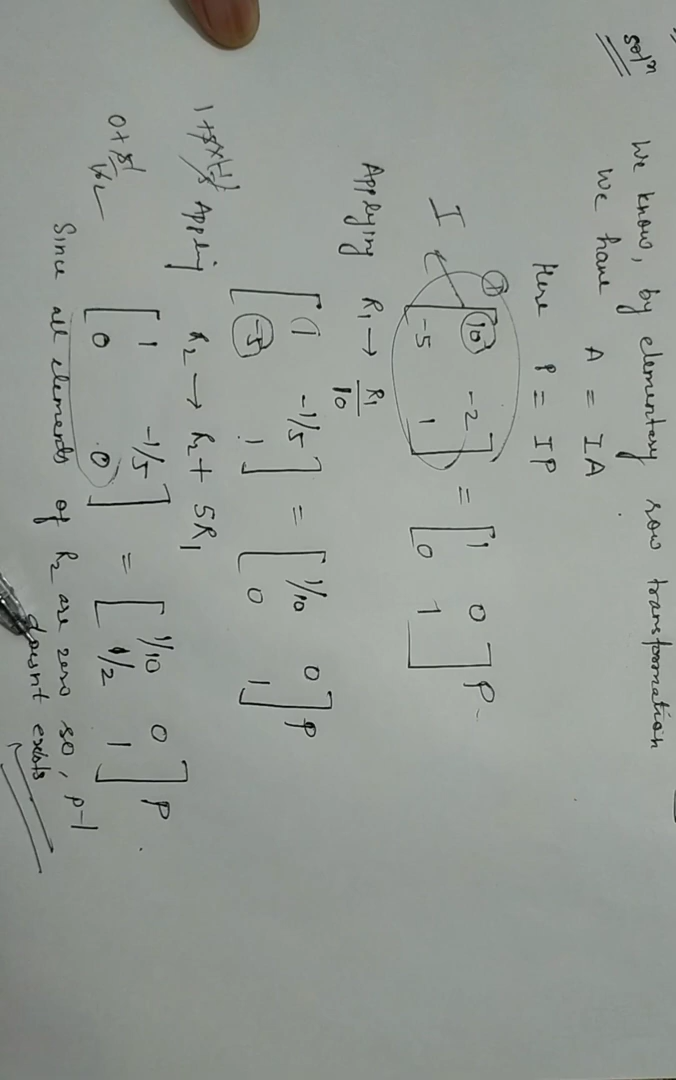 solⁿ We know, by elementary row transformation
we have A = IA
Here P = IP
I [10 -2; -5 1] = [1 0; 0 1] P
Applying R₁ → R₁/10
[1 -1/5; -5 1] = [1/10 0; 0 1] P
Appling R₂ → R₂ + 5R₁
[1 -1/5; 0 0] = [1/10 0; 1/2 1] P
Since all elements of R₂ are zero so, P-1
doesnt exists